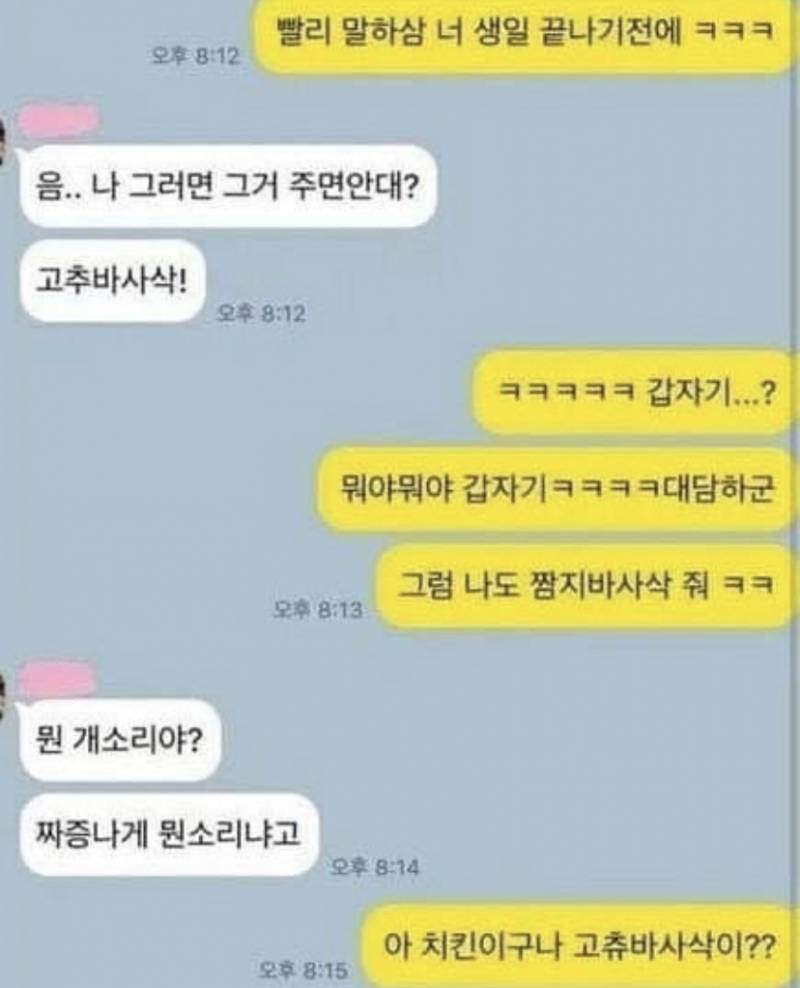 빨리 말하삼 너 생일 끝나기전에 ㅋㅋㅋ
오후 8:12
음.. 나 그러면 그거 주면안대?
고추바사삭!
오후 8:12
ㅋㅋㅋㅋㅋ 갑자기...?
뭐야뭐야 갑자기ㅋㅋㅋㅋ대담하군
그럼 나도 짬지바사삭 줘 ㅋㅋ
오후 8:13
뭔 개소리야?
짜증나게 뭔소리냐고
오후 8:14
아 치킨이구나 고츄바사삭이??
오후 8:15